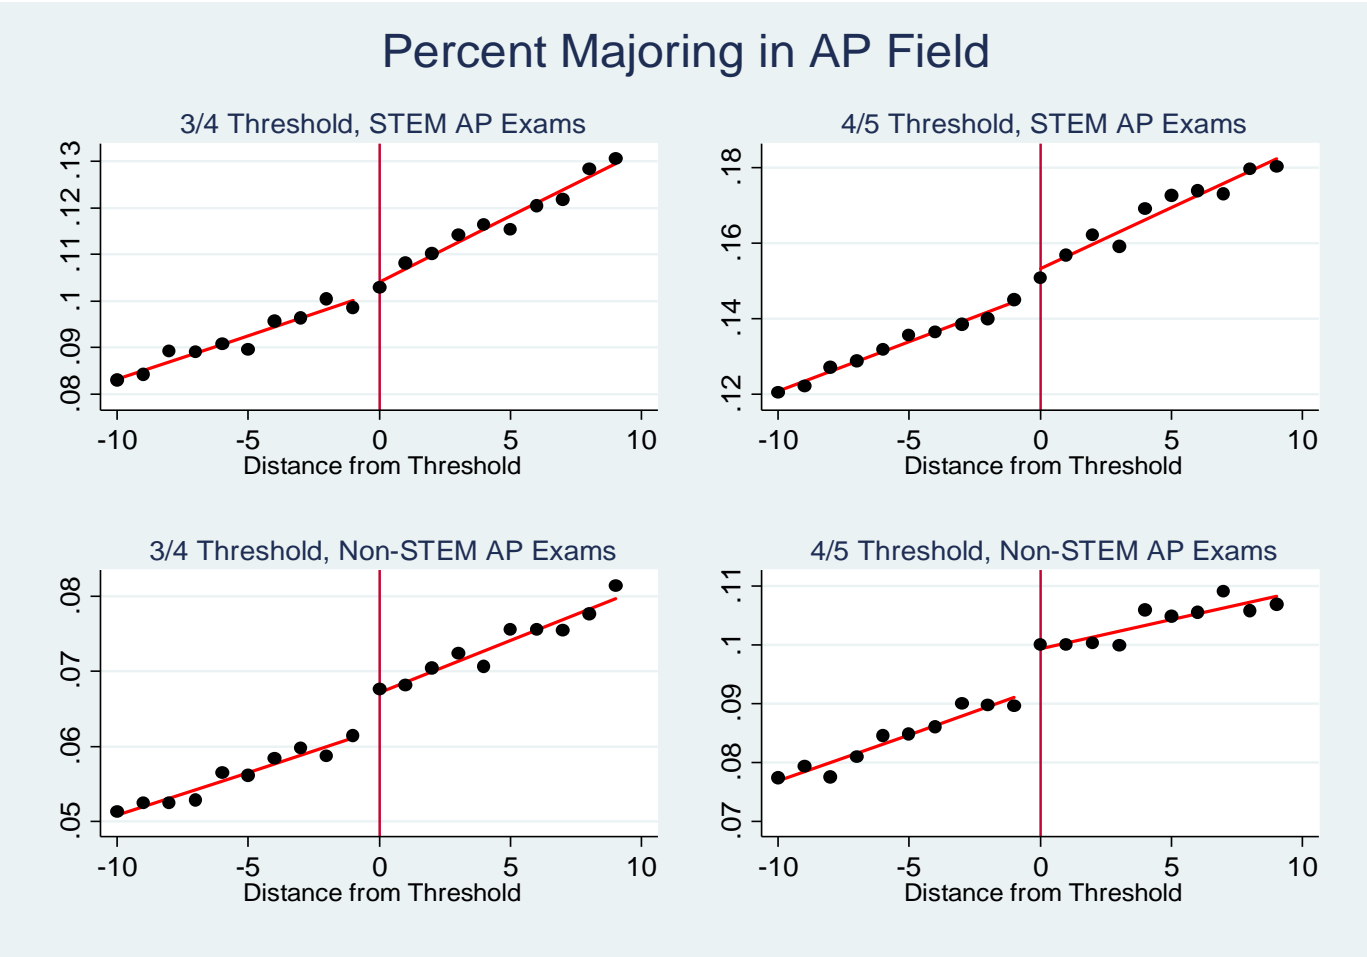 Percent Majoring in AP Field
3/4 Threshold, STEM AP Exams
.13
.12
.11
.1
.09
.08
-10 -5 0 5 10
Distance from Threshold
4/5 Threshold, STEM AP Exams
.18
.16
.14
.12
-10 -5 0 5 10
Distance from Threshold
3/4 Threshold, Non-STEM AP Exams
.08
.07
.06
.05
-10 -5 0 5 10
Distance from Threshold
4/5 Threshold, Non-STEM AP Exams
.11
.1
.09
.08
.07
-10 -5 0 5 10
Distance from Threshold